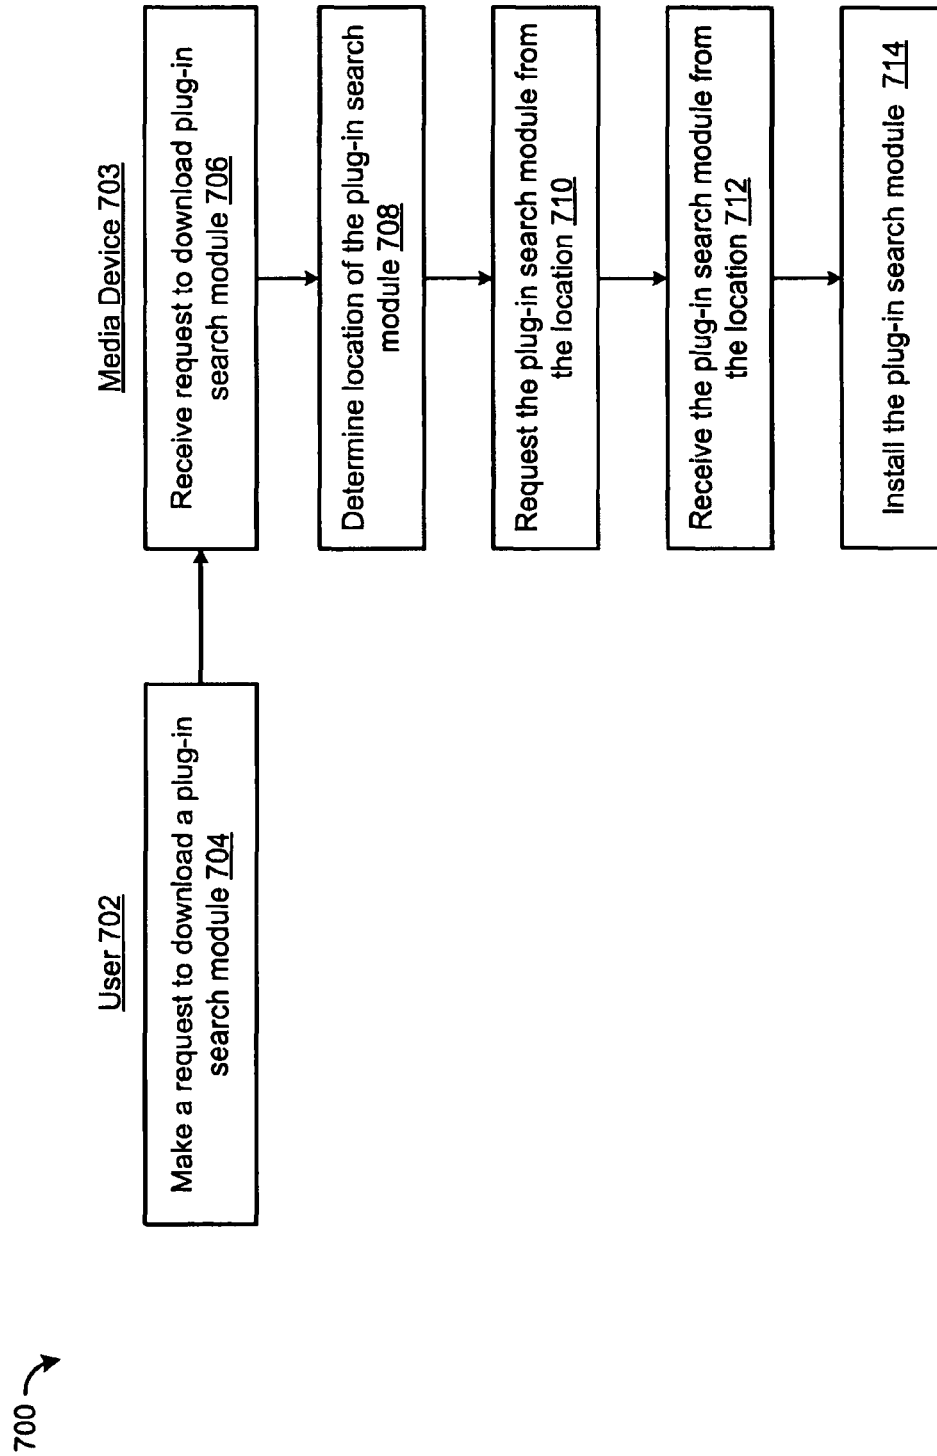 700
User 702
Make a request to download a plug-in
search module 704
Media Device 703
Receive request to download plug-in
search module 706
Determine location of the plug-in search
module 708
Request the plug-in search module from
the location 710
Receive the plug-in search module from
the location 712
Install the plug-in search module 714